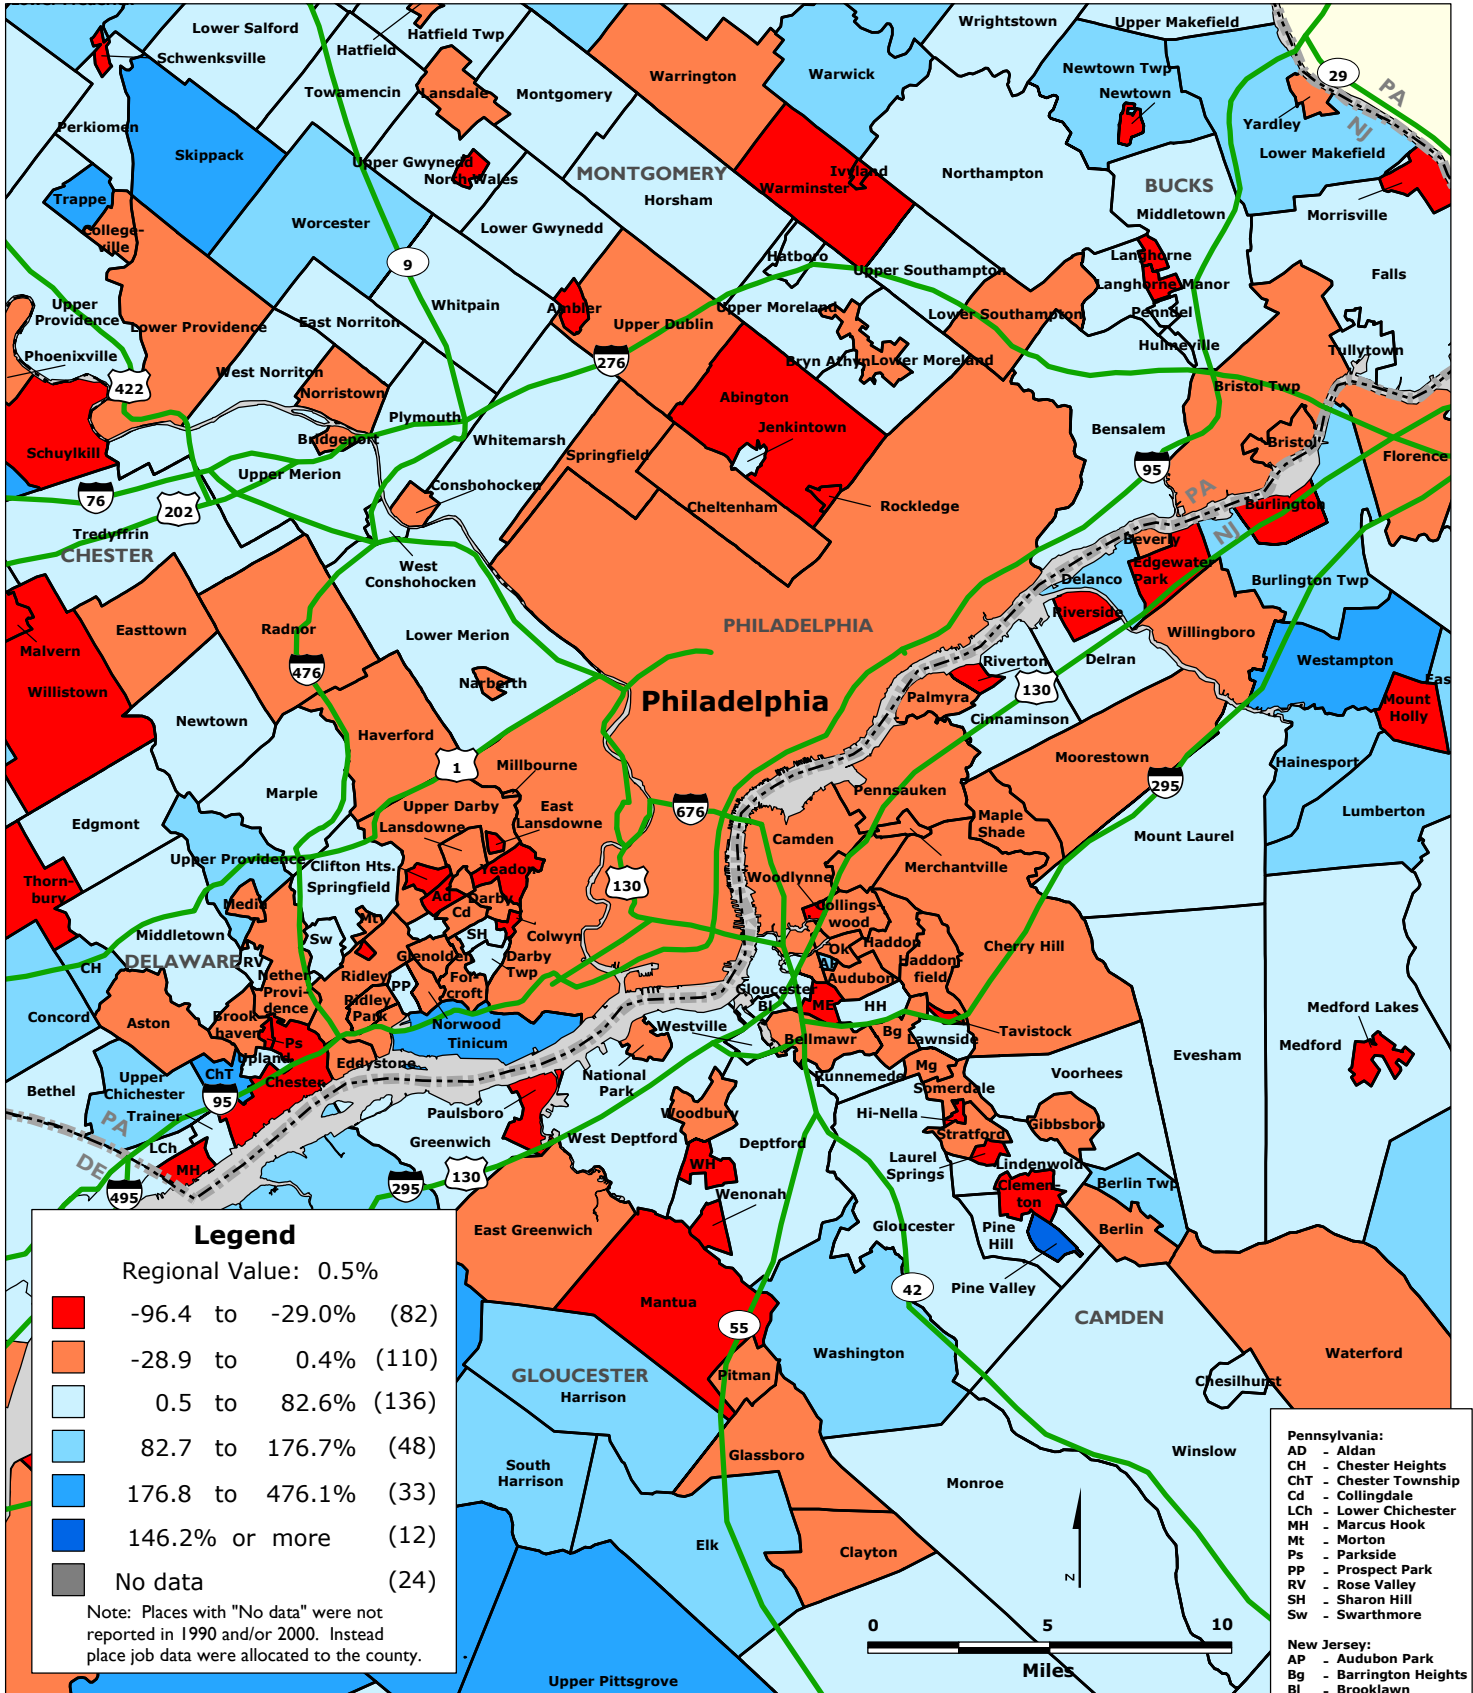 Lower Salford
Schwenksville
Hatfield
Hatfield Twp
Wrightstown
Upper Makefield
Towamencin
Lansdale
Montgomery
Warrington
Warwick
Newtown Twp
Newtown
29
PA
NJ
Yardley
Lower Makefield
Perkiomen
Skippack
Upper Gwynedd
North Wales
MONTGOMERY
Horsham
Warminster
Ivyland
Northampton
BUCKS
Middletown
Morrisville
Trappe
College-
ville
Worcester
Lower Gwynedd
9
Hatboro
Upper Southampton
Langhorne
Langhorne Manor
Penndel
Hulmeville
Falls
Upper
Providence
Lower Providence
East Norriton
Whitpain
Ambler
Upper Dublin
Upper Moreland
Lower Southampton
Tullytown
Phoenixville
422
West Norriton
Norristown
276
Bryn Athyn
Lower Moreland
Bristol Twp
Bridgeport
Plymouth
Whitemarsh
Abington
Jenkintown
Bensalem
Bristol
Florence
Schuylkill
Upper Merion
Springfield
95
76
202
Conshohocken
Cheltenham
Rockledge
PA
NJ
Burlington
Tredyffrin
CHESTER
West
Conshohocken
Beverly
Edgewater
Park
Delanco
Burlington Twp
Easttown
Radnor
Lower Merion
PHILADELPHIA
Riverside
Willingboro
Malvern
Willistown
476
Narberth
Philadelphia
Riverton
130
Delran
Westampton
Eas
Mount
Holly
Newtown
Haverford
Palmyra
Cinnaminson
Moorestown
Hainesport
Marple
1
Millbourne
Pennsauken
295
Lumberton
Edgmont
Upper Darby
Lansdowne
East
Lansdowne
676
Camden
Maple
Shade
Mount Laurel
Upper Providence
Clifton Hts.
Springfield
Yeadon
130
Woodlynne
Merchantville
Thorn-
bury
Media
Ad
Darby
Cd
Mt
Collings-
wood
Middletown
DELAWARE
CH
RV
Sw
SH
Colwyn
Darby
Twp
Ok
Haddon
Haddon-
field
Cherry Hill
Nether
Provi-
dence
Ridley
Glenolden
PP
For-
croft
AP
Audubon
Gloucester
Bl
ME
HH
Concord
Aston
Brook
haven
Ridley
Park
Norwood
Tinicum
Westville
Bellmawr
Bg
Lawnside
Tavistock
Medford Lakes
Medford
Ps
Upland
Eddystone
Evesham
Bethel
Upper
Chichester
ChT
95
Chester
National
Park
Runnemede
Mg
Somerdale
Voorhees
PA
DE
Trainer
LCh
MH
Paulsboro
Greenwich
West Deptford
Woodbury
Deptford
Hi-Nella
Stratford
Gibbsboro
495
295
130
WH
Wenonah
Laurel
Springs
Lindenwold
Clemen-
ton
Berlin Twp
East Greenwich
Gloucester
Pine
Hill
Berlin
Pine Valley
Mantua
42
55
CAMDEN
Washington
Waterford
GLOUCESTER
Harrison
Pitman
Chesilhurst
Glassboro
South
Harrison
Monroe
Winslow
Elk
Clayton
Upper Pittsgrove
Legend
Regional Value: 0.5%
-96.4 to -29.0% (82)
-28.9 to 0.4% (110)
0.5 to 82.6% (136)
82.7 to 176.7% (48)
176.8 to 476.1% (33)
146.2% or more (12)
No data (24)
Note: Places with "No data" were not
reported in 1990 and/or 2000. Instead
place job data were allocated to the county.
N
0 5 10
Miles
Pennsylvania:
AD - Aldan
CH - Chester Heights
ChT - Chester Township
Cd - Collingdale
LCh - Lower Chichester
MH - Marcus Hook
Mt - Morton
Ps - Parkside
PP - Prospect Park
RV - Rose Valley
SH - Sharon Hill
Sw - Swarthmore
New Jersey:
AP - Audubon Park
Bg - Barrington Heights
Bl - Brooklawn